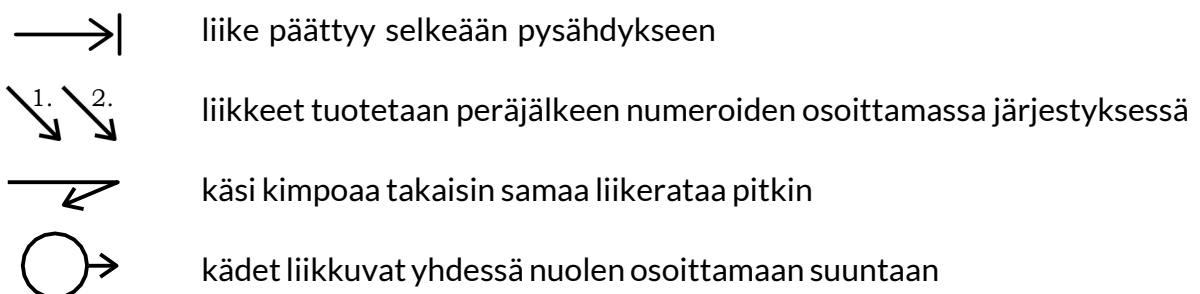 liike päättyy selkeään pysähdykseen
1. 2. liikkeet tuotetaan peräjälkeen numeroiden osoittamassa järjestyksessä
käsi kimpoaa takaisin samaa liikerataa pitkin
kädet liikkuvat yhdessä nuolen osoittamaan suuntaan